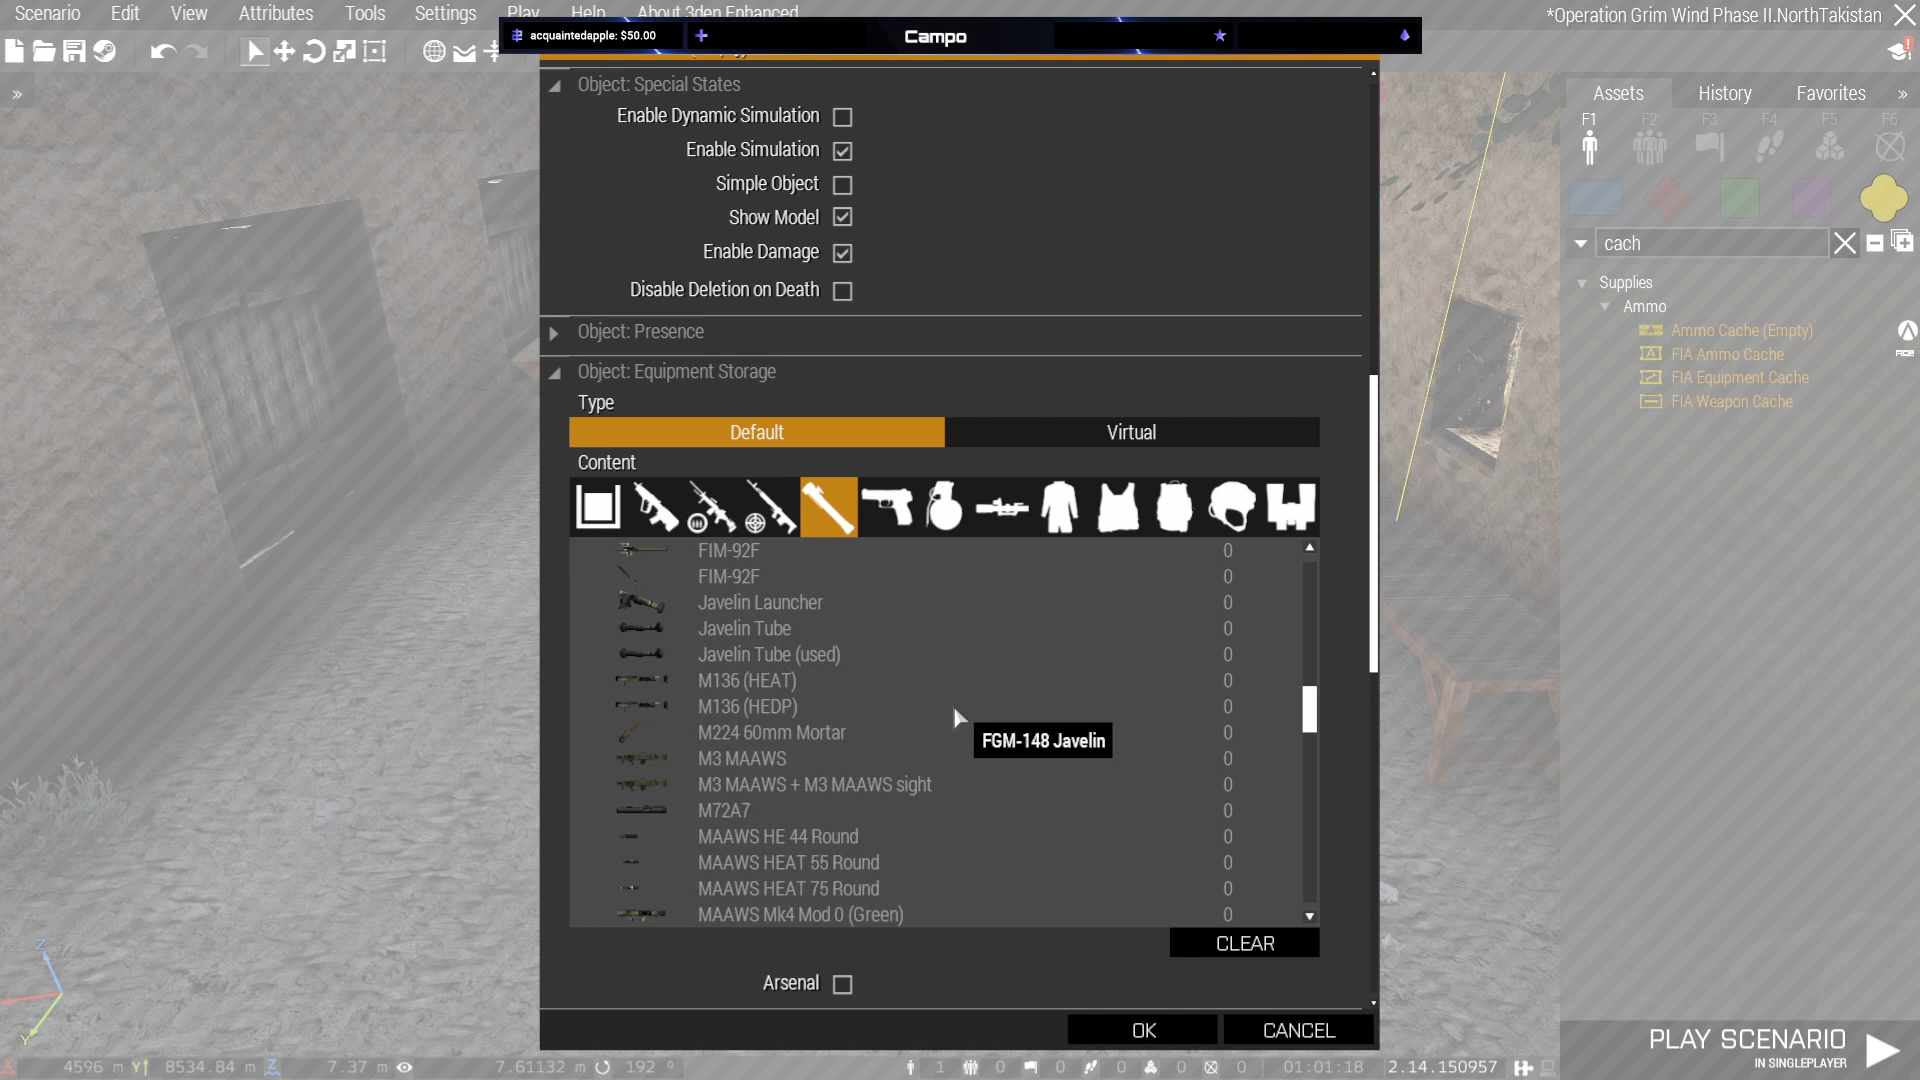 Scenario Edit View Attributes Tools Settings Play Help About 3den Enhanced
*Operation Grim Wind Phase II.NorthTakistan
acquaintedapple: $50.00 Campo
Assets History Favorites
F1 F2 F3 F4 F5 F6
cach
Supplies
Ammo
Ammo Cache (Empty)
FIA Ammo Cache
FIA Equipment Cache
FIA Weapon Cache
Object: Special States
Enable Dynamic Simulation
Enable Simulation
Simple Object
Show Model
Enable Damage
Disable Deletion on Death
Object: Presence
Object: Equipment Storage
Type
Default Virtual
Content
FIM-92F 0
FIM-92F 0
Javelin Launcher 0
Javelin Tube 0
Javelin Tube (used) 0
M136 (HEAT) 0
M136 (HEDP) 0
M224 60mm Mortar 0
FGM-148 Javelin
M3 MAAWS 0
M3 MAAWS + M3 MAAWS sight 0
M72A7 0
MAAWS HE 44 Round 0
MAAWS HEAT 55 Round 0
MAAWS HEAT 75 Round 0
MAAWS Mk4 Mod 0 (Green) 0
CLEAR
Arsenal
OK CANCEL
PLAY SCENARIO
IN SINGLEPLAYER
Z
Y
X 4596 m Y 8534.84 m Z 7.37 m 7.61132 m 192 ° 1 0 0 0 0 0 01:01:18 2.14.150957